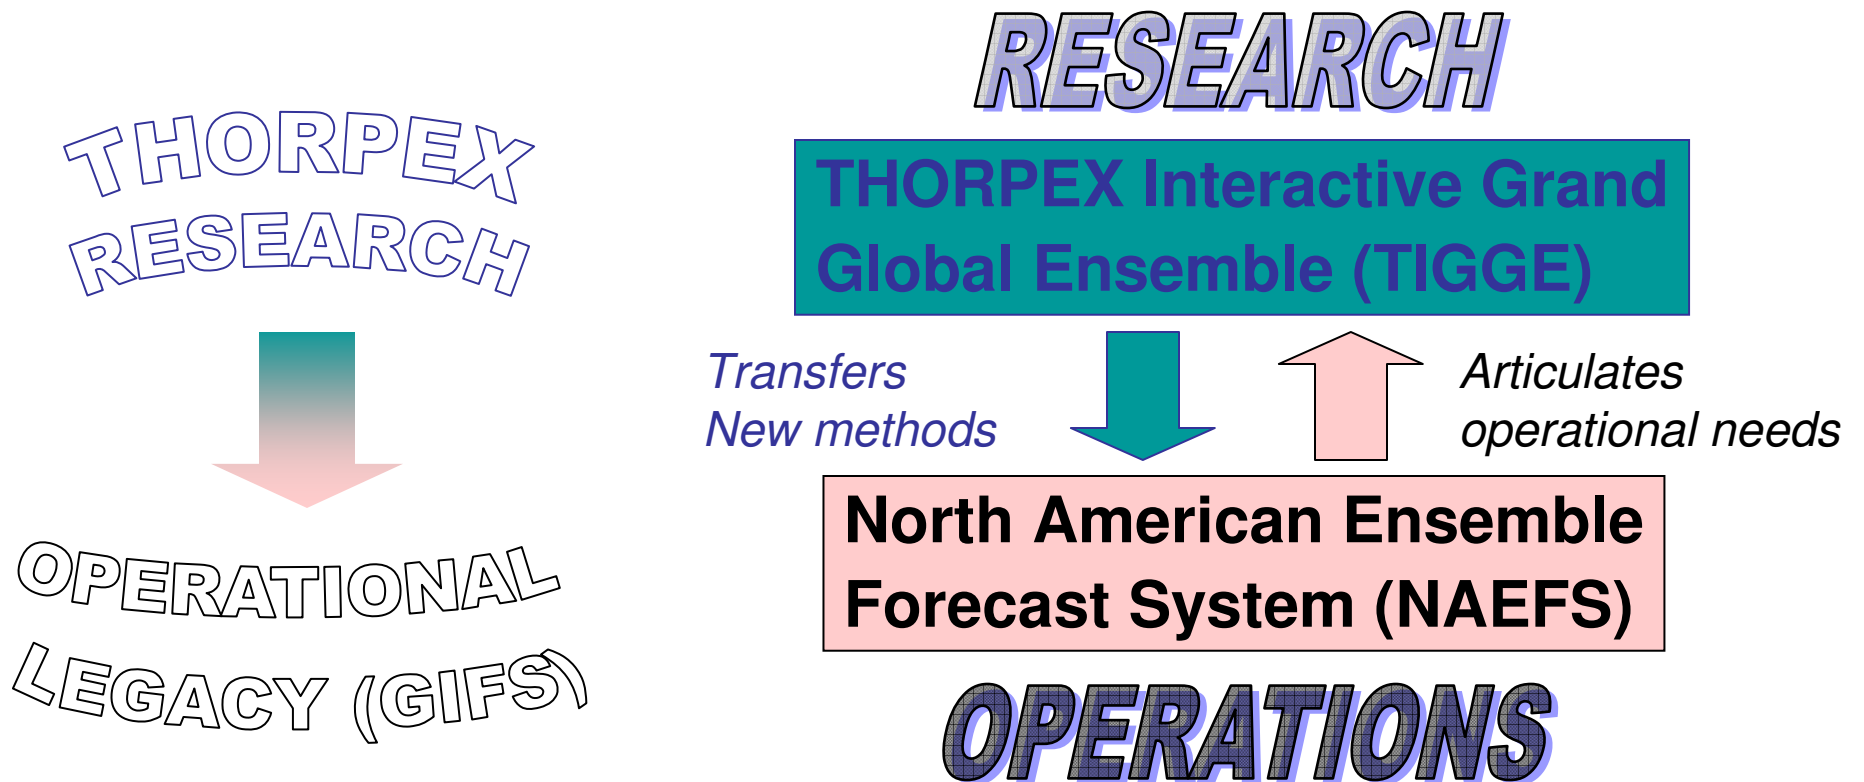 THORPEX
RESEARCH
OPERATIONAL
LEGACY (GIFS)
RESEARCH
THORPEX Interactive Grand
Global Ensemble (TIGGE)
Transfers
New methods
Articulates
operational needs
North American Ensemble
Forecast System (NAEFS)
OPERATIONS